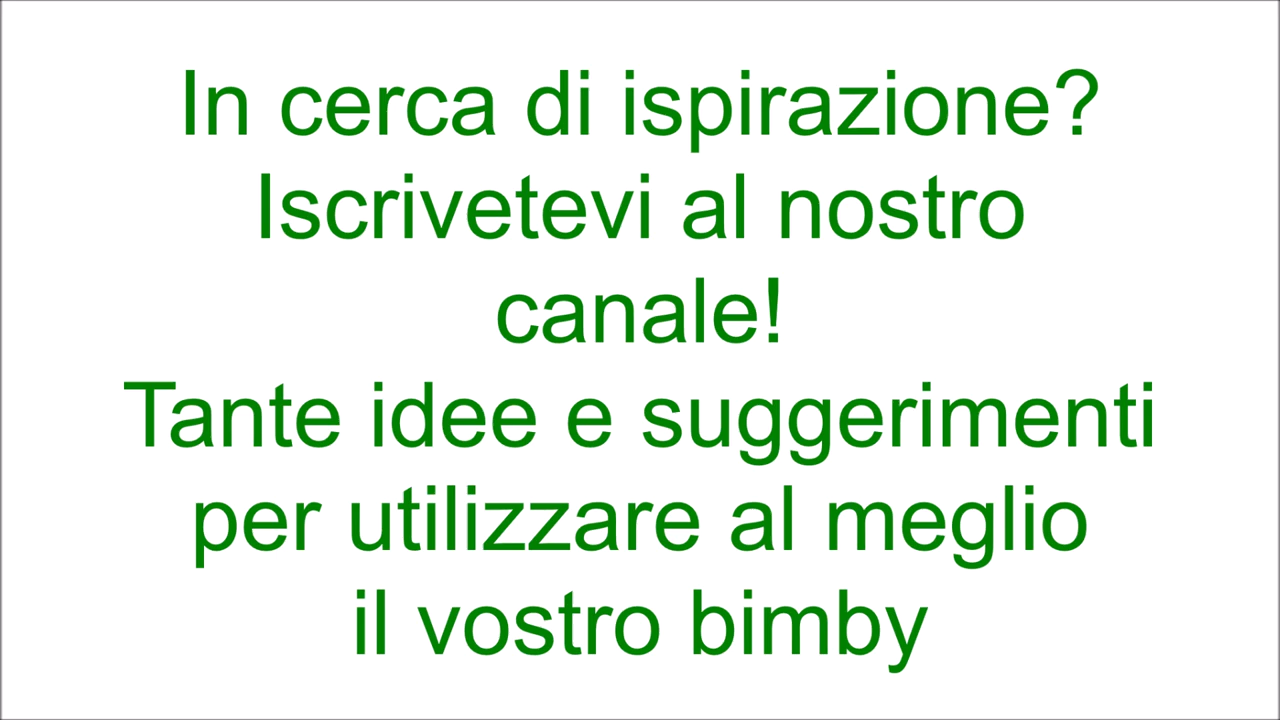 In cerca di ispirazione?
Iscrivetevi al nostro
canale!
Tante idee e suggerimenti
per utilizzare al meglio
il vostro bimby